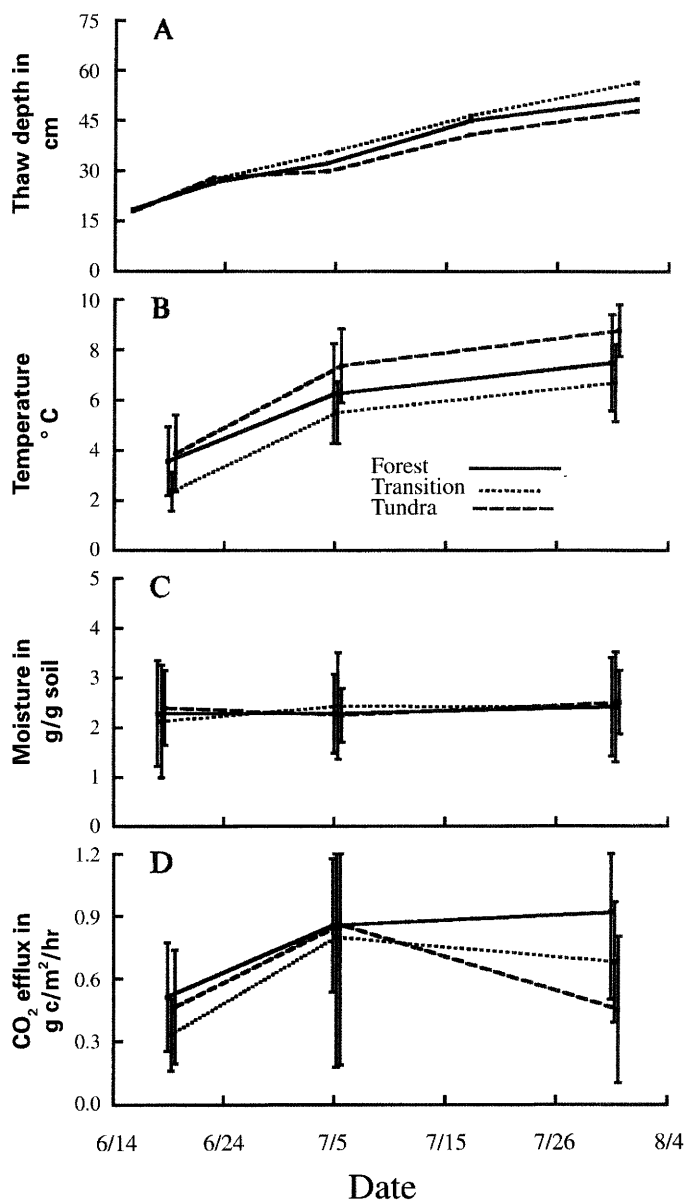 A
Thaw depth in
cm
75
60
45
30
15
0
B
Temperature
° C
10
8
6
4
2
0
Forest
Transition
Tundra
C
Moisture in
g/g soil
5
4
3
2
1
0
D
CO₂ efflux in
g c/m²/hr
1.2
0.9
0.6
0.3
0.0
6/14 6/24 7/5 7/15 7/26 8/4
Date